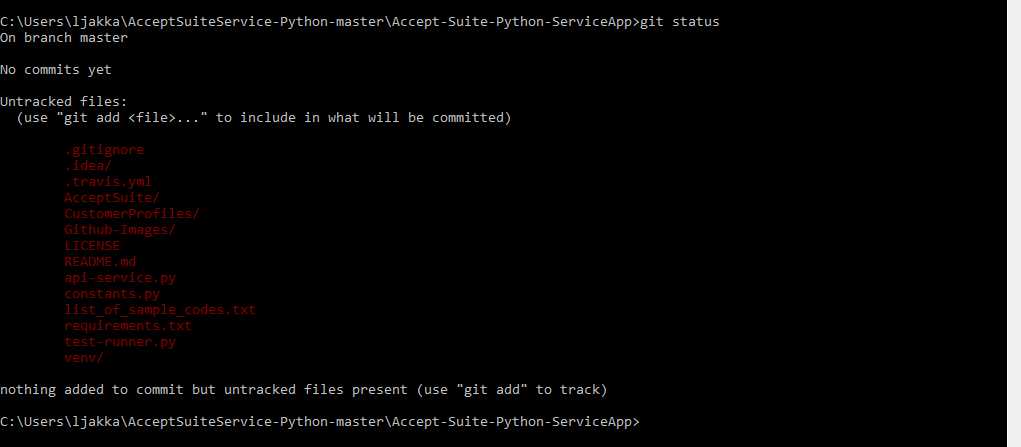 C:\Users\ljakka\AcceptSuiteService-Python-master\Accept-Suite-Python-ServiceApp>git status
On branch master
No commits yet
Untracked files:
(use "git add <file>..." to include in what will be committed)
.gitignore
.idea/
.travis.yml
AcceptSuite/
CustomerProfiles/
Github-Images/
LICENSE
README.md
api-service.py
constants.py
list_of_sample_codes.txt
requirements.txt
test-runner.py
venv/
nothing added to commit but untracked files present (use "git add" to track)
C:\Users\ljakka\AcceptSuiteService-Python-master\Accept-Suite-Python-ServiceApp>